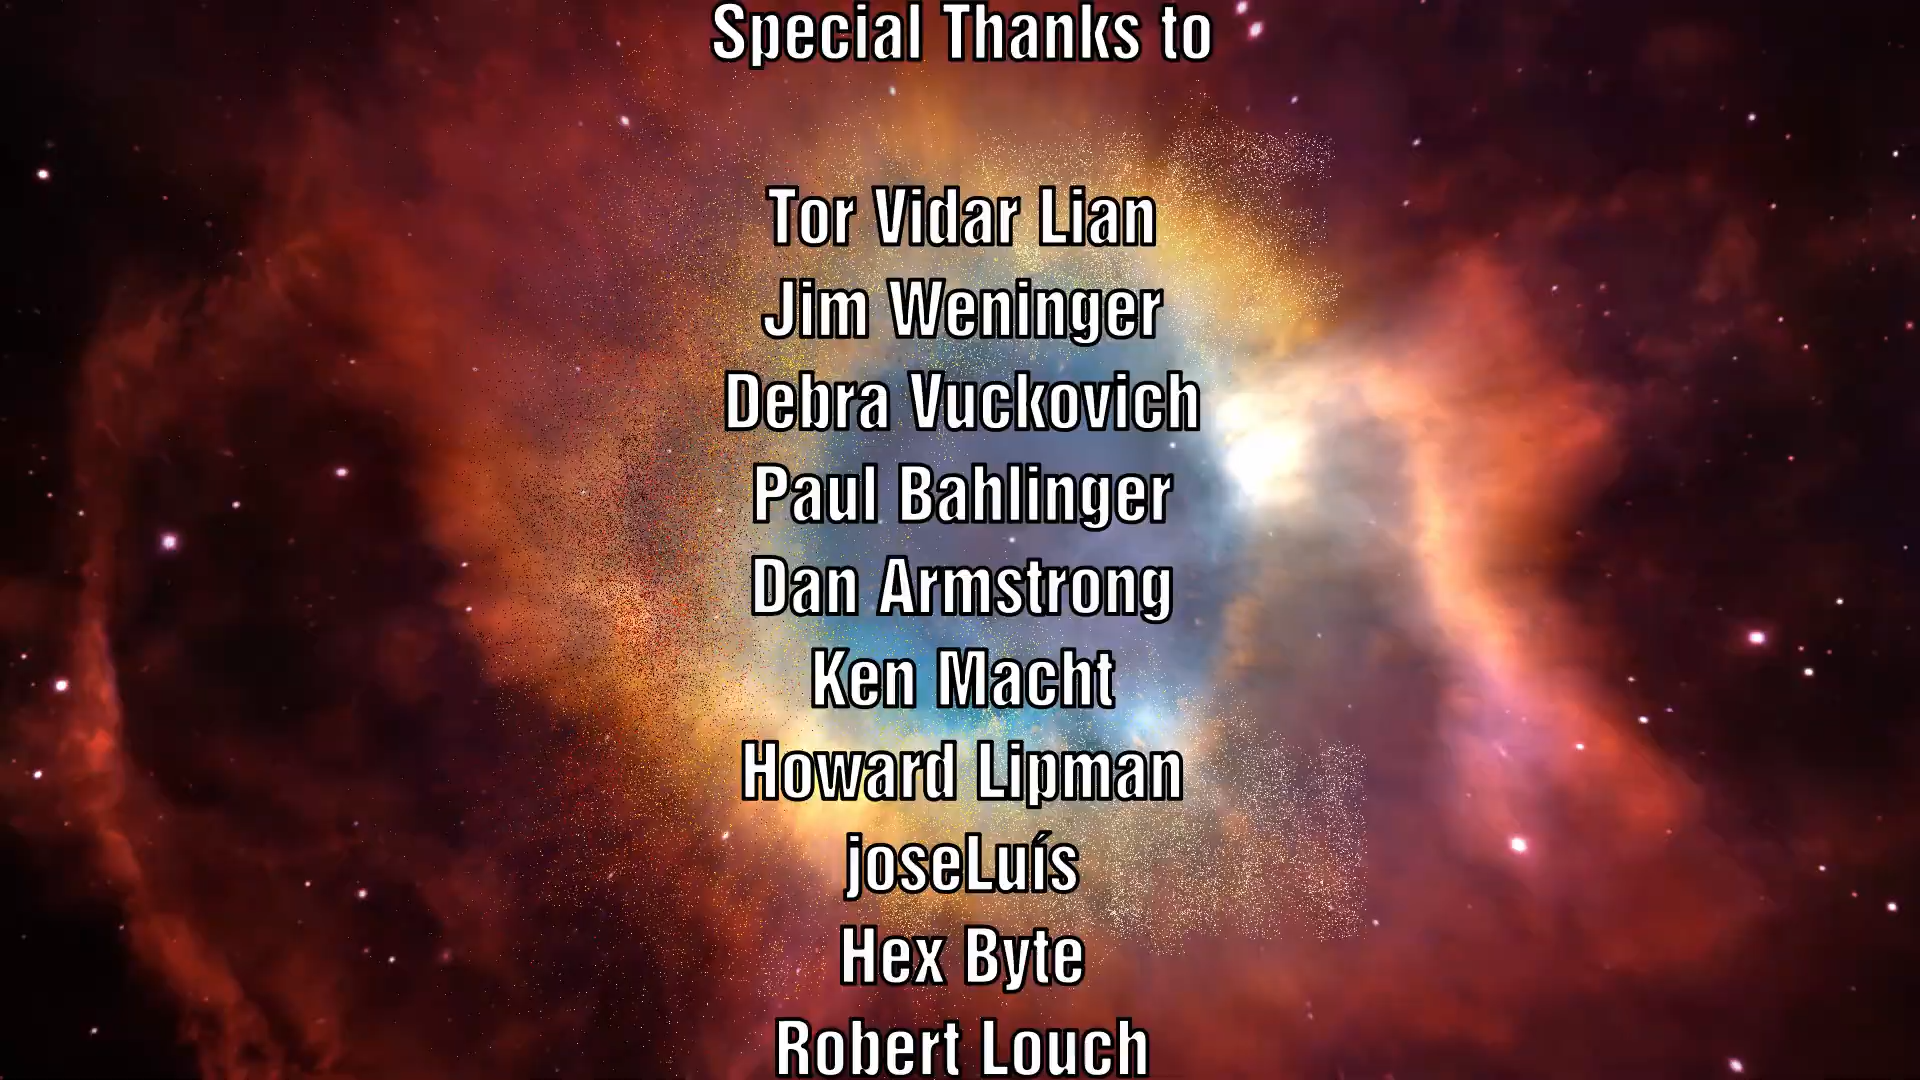 Special Thanks to
Tor Vidar Lian
Jim Weninger
Debra Vuckovich
Paul Bahlinger
Dan Armstrong
Ken Macht
Howard Lipman
joseLuís
Hex Byte
Robert Louch